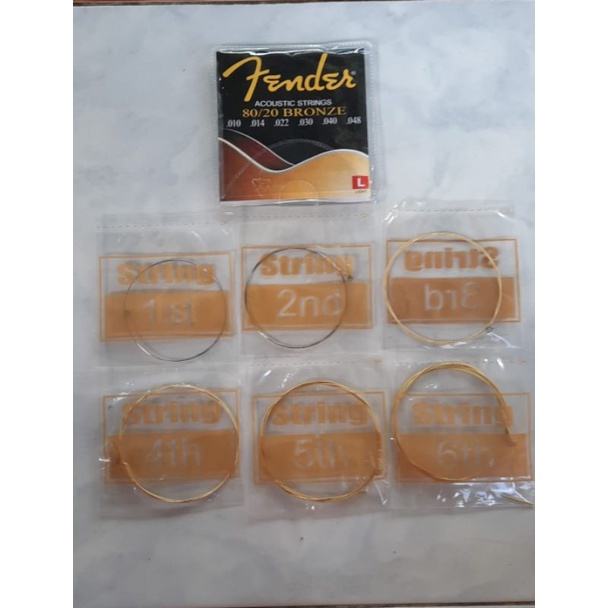 Fender®
ACOUSTIC STRINGS
80/20 BRONZE
.010 .014 .022 .030 .040 .048
L
String
1st
String
2nd
String
3rd
String
4th
String
5th
String
6th